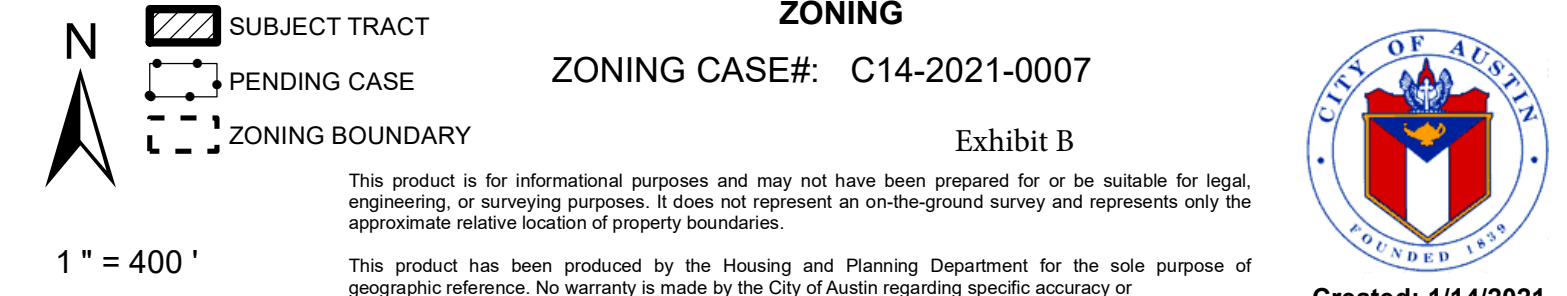 ZONING
N
SUBJECT TRACT
PENDING CASE
ZONING BOUNDARY
ZONING CASE#: C14-2021-0007
Exhibit B
This product is for informational purposes and may not have been prepared for or be suitable for legal,
engineering, or surveying purposes. It does not represent an on-the-ground survey and represents only the
approximate relative location of property boundaries.
1 " = 400 '
This product has been produced by the Housing and Planning Department for the sole purpose of
geographic reference. No warranty is made by the City of Austin regarding specific accuracy or
CITY OF AUSTIN
FOUNDED 1839
Created: 1/14/2021